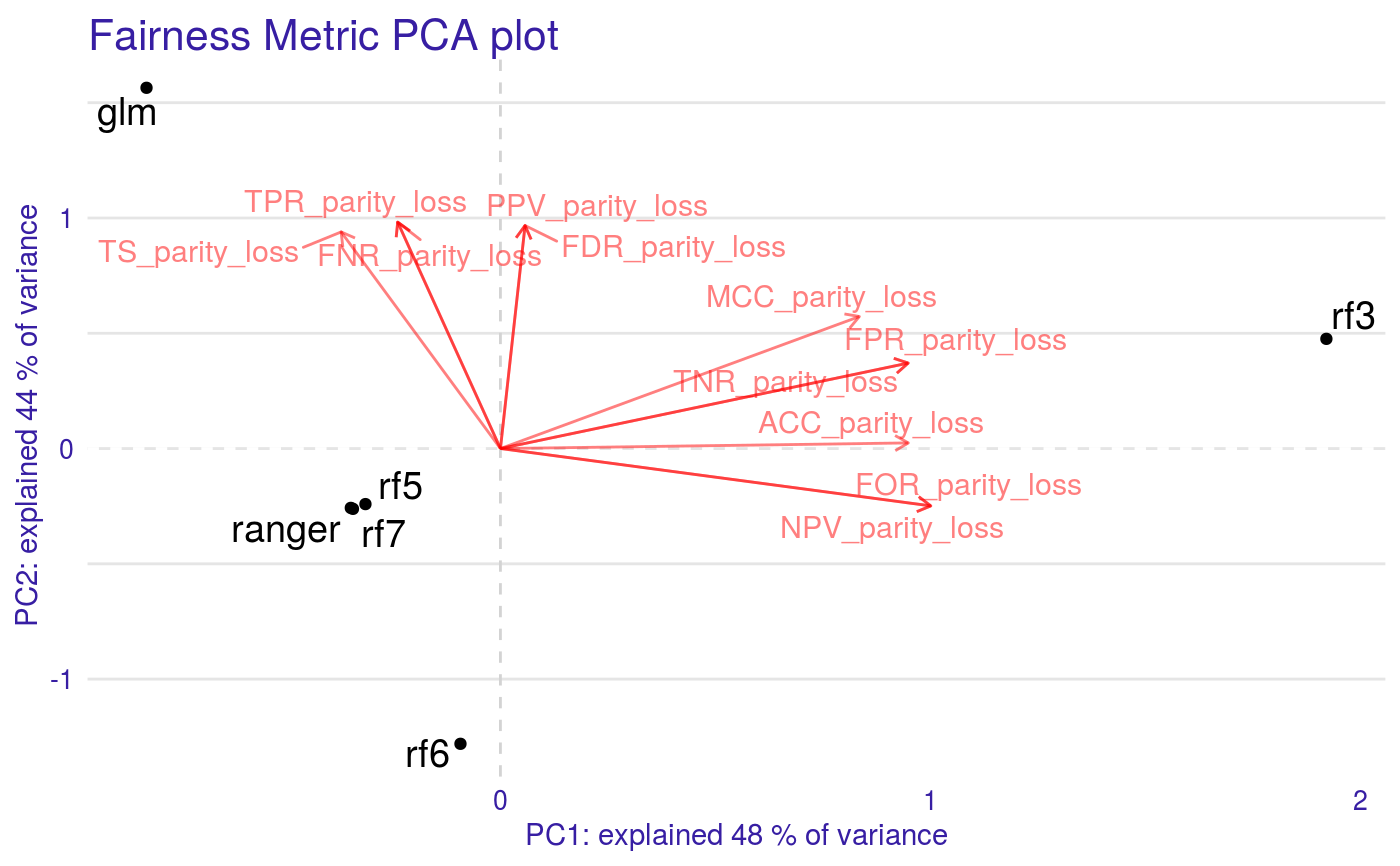 Fairness Metric PCA plot
glm
TPR_parity_loss
PPV_parity_loss
TS_parity_loss
FNR_parity_loss
FDR_parity_loss
MCC_parity_loss
rf3
FPR_parity_loss
TNR_parity_loss
ACC_parity_loss
FOR_parity_loss
NPV_parity_loss
rf5
ranger
rf7
rf6
1
0
-1
PC2: explained 44 % of variance
0
1
2
PC1: explained 48 % of variance